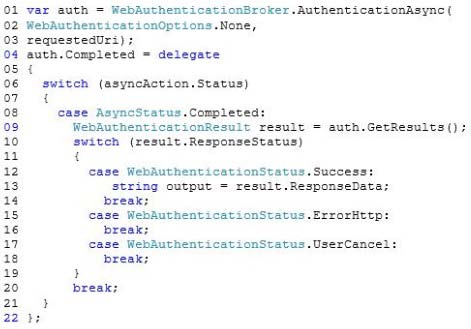 01 var auth = WebAuthenticationBroker.AuthenticationAsync(
02 WebAuthenticationOptions.None,
03 requestedUri);
04 auth.Completed = delegate
05 {
06   switch (asyncAction.Status)
07   {
08     case AsyncStatus.Completed:
09       WebAuthenticationResult result = auth.GetResults();
10       switch (result.ResponseStatus)
11       {
12         case WebAuthenticationStatus.Success:
13            string output = result.ResponseData;
14           break;
15         case WebAuthenticationStatus.ErrorHttp:
16           break;
17         case WebAuthenticationStatus.UserCancel:
18           break;
19       }
20       break;
21   }
22 };